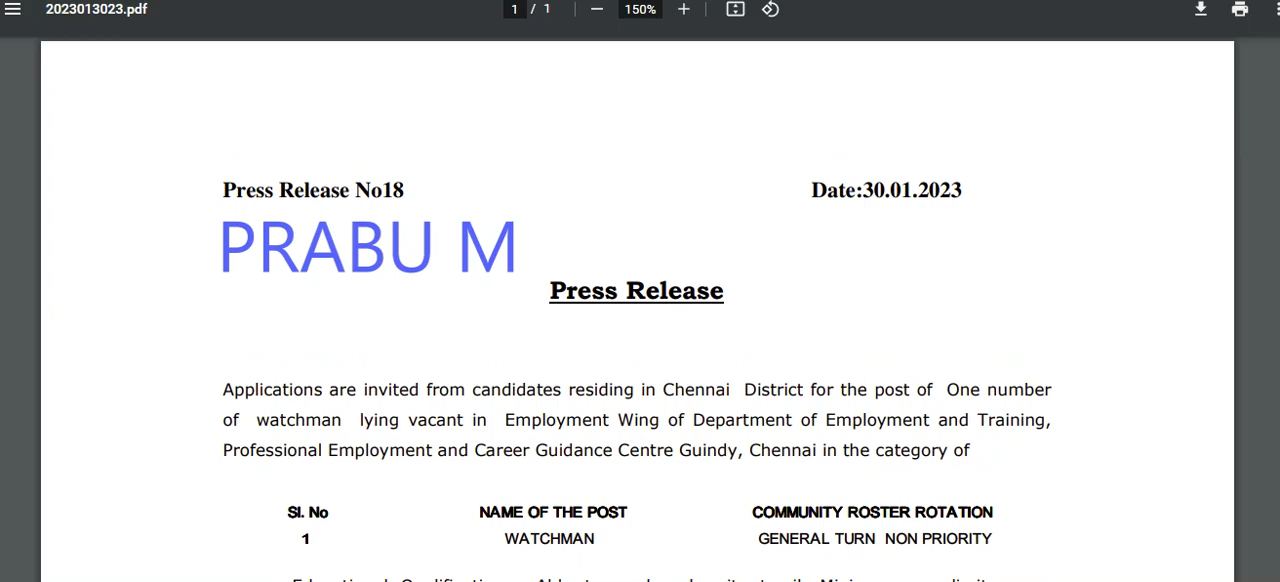 2023013023.pdf 1 / 1 150%
Press Release No18 Date:30.01.2023
PRABU M
Press Release
Applications are invited from candidates residing in Chennai District for the post of One number
of watchman lying vacant in Employment Wing of Department of Employment and Training,
Professional Employment and Career Guidance Centre Guindy, Chennai in the category of
Sl. No NAME OF THE POST COMMUNITY ROSTER ROTATION
1 WATCHMAN GENERAL TURN NON PRIORITY